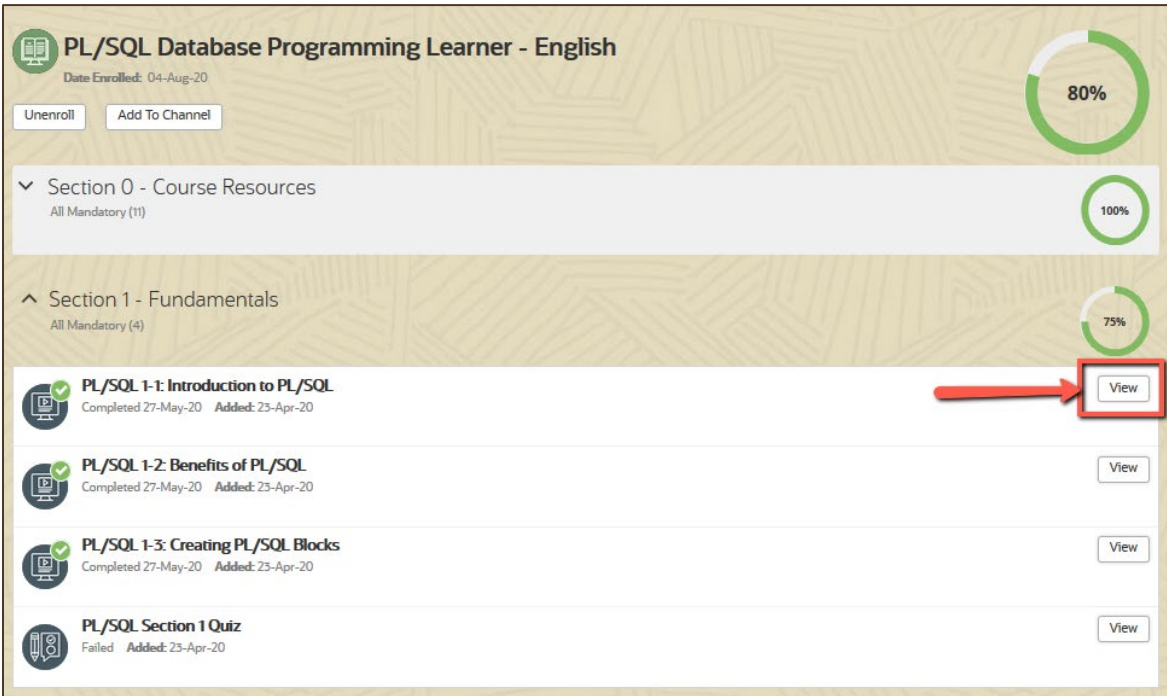 PL/SQL Database Programming Learner - English
Date Enrolled: 04-Aug-20
80%
Unenroll
Add To Channel
Section 0 - Course Resources
All Mandatory (11)
100%
Section 1 - Fundamentals
All Mandatory (4)
75%
PL/SQL 1-1: Introduction to PL/SQL
View
Completed 27-May-20 Added: 23-Apr-20
PL/SQL 1-2: Benefits of PL/SQL
View
Completed 27-May-20 Added: 23-Apr-20
PL/SQL 1-3: Creating PL/SQL Blocks
View
Completed 27-May-20 Added: 23-Apr-20
PL/SQL Section 1 Quiz
View
Failed Added: 23-Apr-20